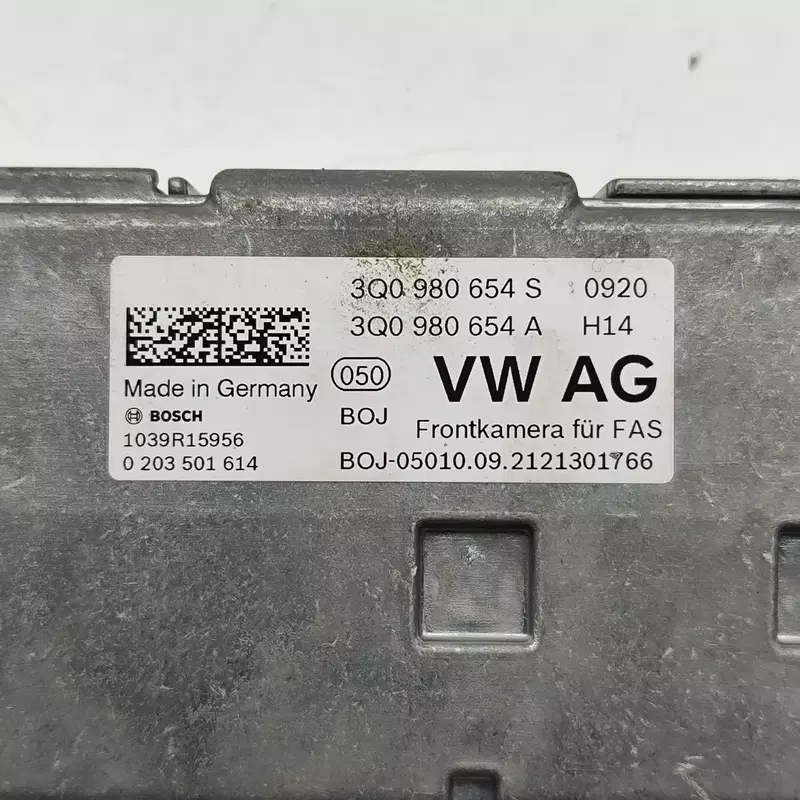 3Q0 980 654 S 0920
3Q0 980 654 A H14
050 VW AG
Made in Germany
BOSCH BOJ
Frontkamera für FAS
1039R15956
0 203 501 614
BOJ-05010.09.2121301766